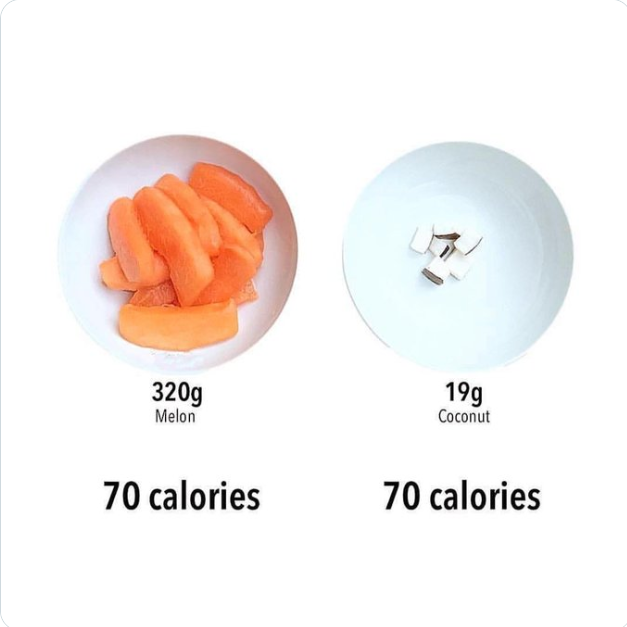 320g
Melon
70 calories
19g
Coconut
70 calories